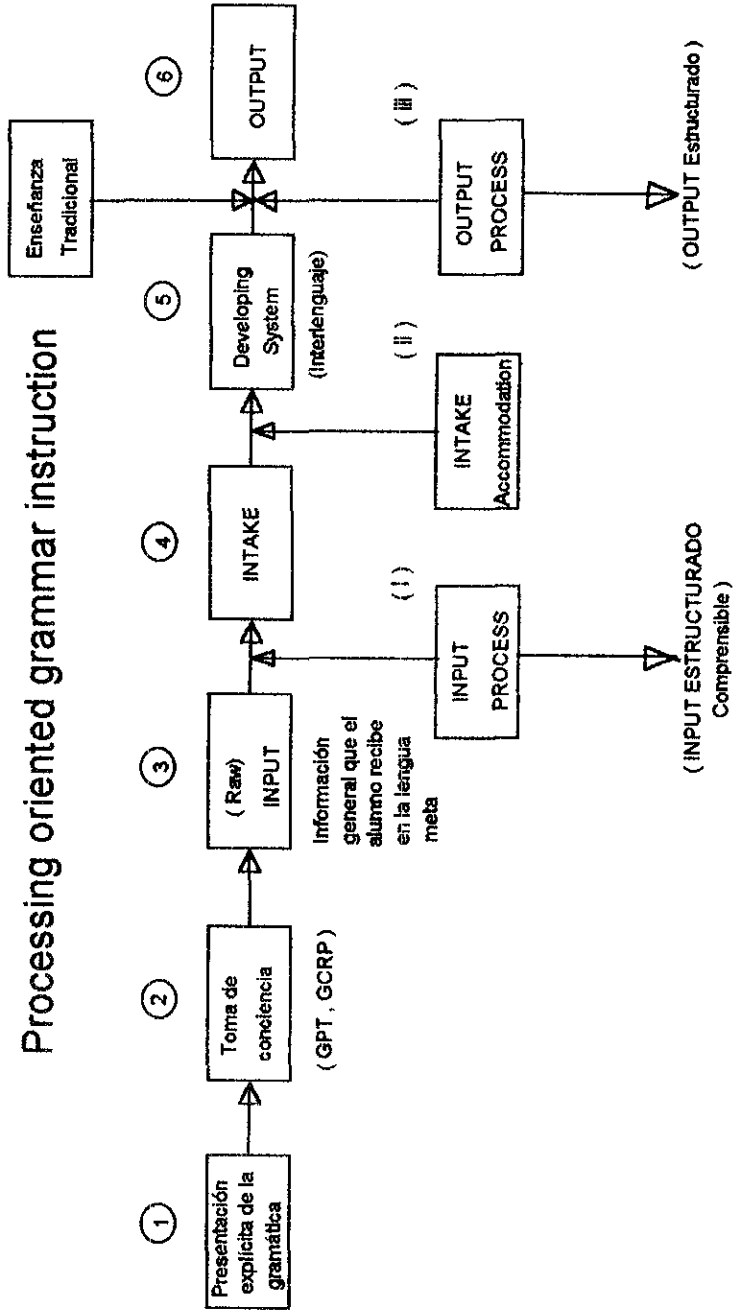 Processing oriented grammar instruction
1
Presentación
explícita de la
gramática
2
Toma de
conciencia
( GPT , GCRP )
3
( Raw)
INPUT
Información
general que el
alumno recibe
en la lengua
meta
4
INTAKE
5
Developing
System
(Interlenguaje)
6
OUTPUT
Enseñanza
Tradicional
( I )
INPUT
PROCESS
( INPUT ESTRUCTURADO
Comprensible )
( ii )
INTAKE
Accommodation
( iii )
OUTPUT
PROCESS
( OUTPUT Estructurado )